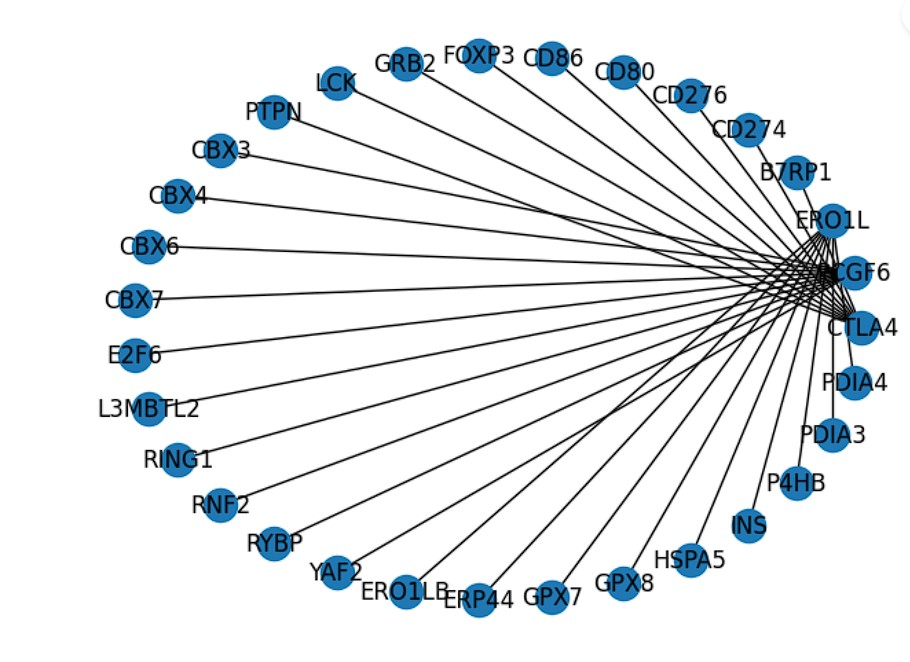 FOXP3
CD86
GRB2
CD80
LCK
CD276
PTPN
CD274
CBX3
B7RP1
CBX4
ERO1L
CBX6
PCGF6
CBX7
CTLA4
E2F6
PDIA4
L3MBTL2
PDIA3
RING1
P4HB
RNF2
INS
RYBP
HSPA5
YAF2
GPX8
ERO1LB
ERP44
GPX7